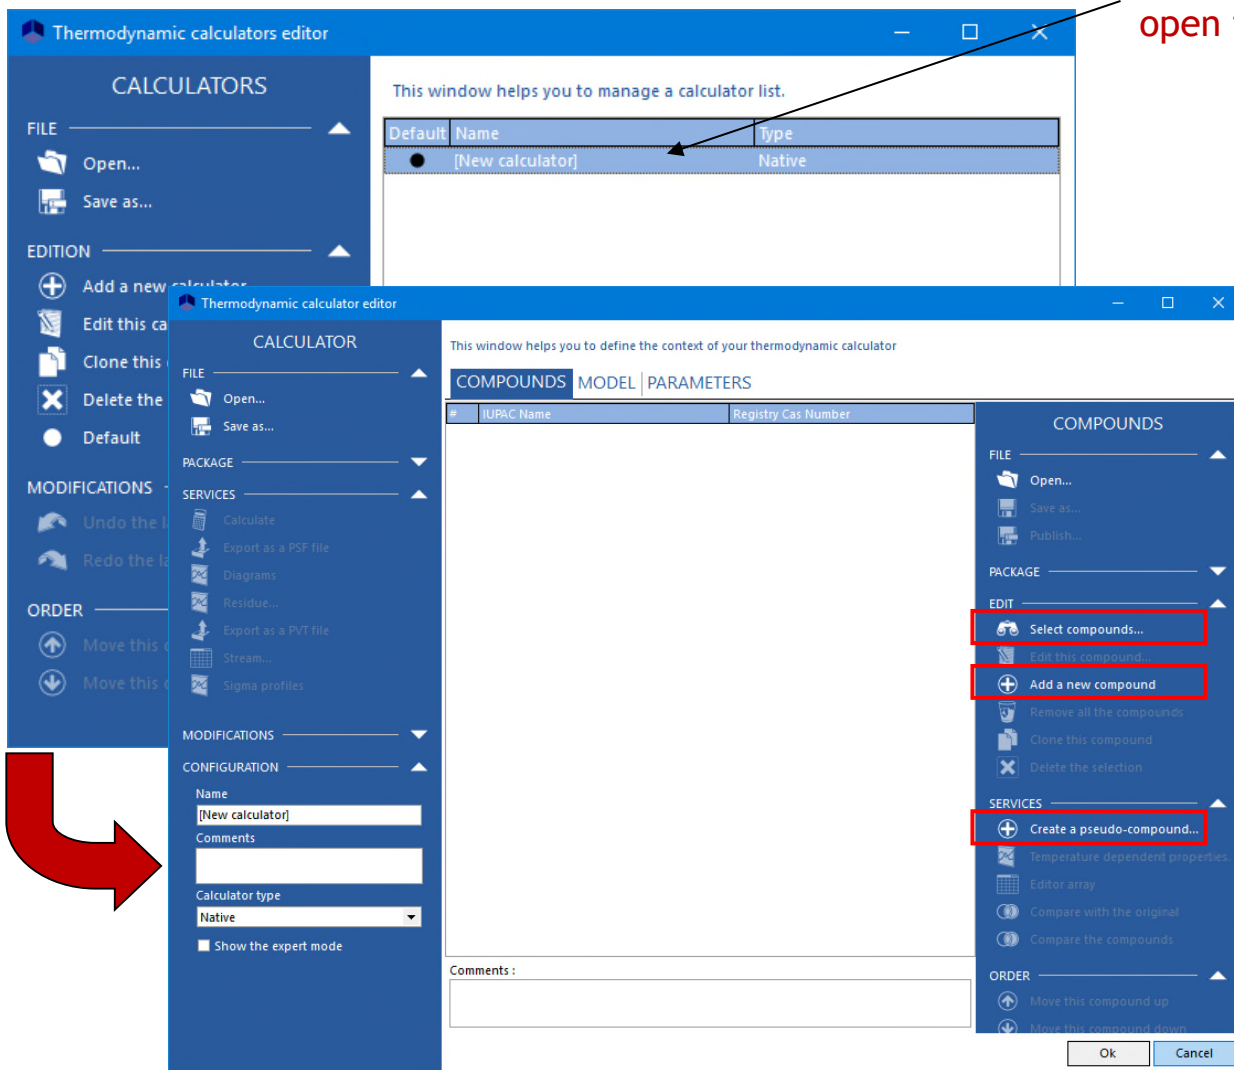 open
Thermodynamic calculators editor
CALCULATORS
FILE
Open...
Save as...
EDITION
Add a new calculator
Edit this ca
Clone this
Delete the
Default
MODIFICATIONS
Undo the l
Redo the la
ORDER
Move this c
Move this c
This window helps you to manage a calculator list.
Default Name Type
[New calculator] Native
Thermodynamic calculator editor
CALCULATOR
FILE
Open...
Save as...
PACKAGE
SERVICES
Calculate
Export as a PSF file
Diagrams
Residue...
Export as a PVT file
Stream...
Sigma profiles
MODIFICATIONS
CONFIGURATION
Name
[New calculator]
Comments
Calculator type
Native
Show the expert mode
This window helps you to define the context of your thermodynamic calculator
COMPOUNDS MODEL PARAMETERS
# IUPAC Name Registry Cas Number
Comments :
COMPOUNDS
FILE
Open...
Save as...
Publish...
PACKAGE
EDIT
Select compounds...
Edit this compound...
Add a new compound
Remove all the compounds
Clone this compound
Delete the selection
SERVICES
Create a pseudo-compound...
Temperature dependent properties.
Editor array
Compare with the original
Compare the compounds
ORDER
Move this compound up
Move this compound down
Ok Cancel